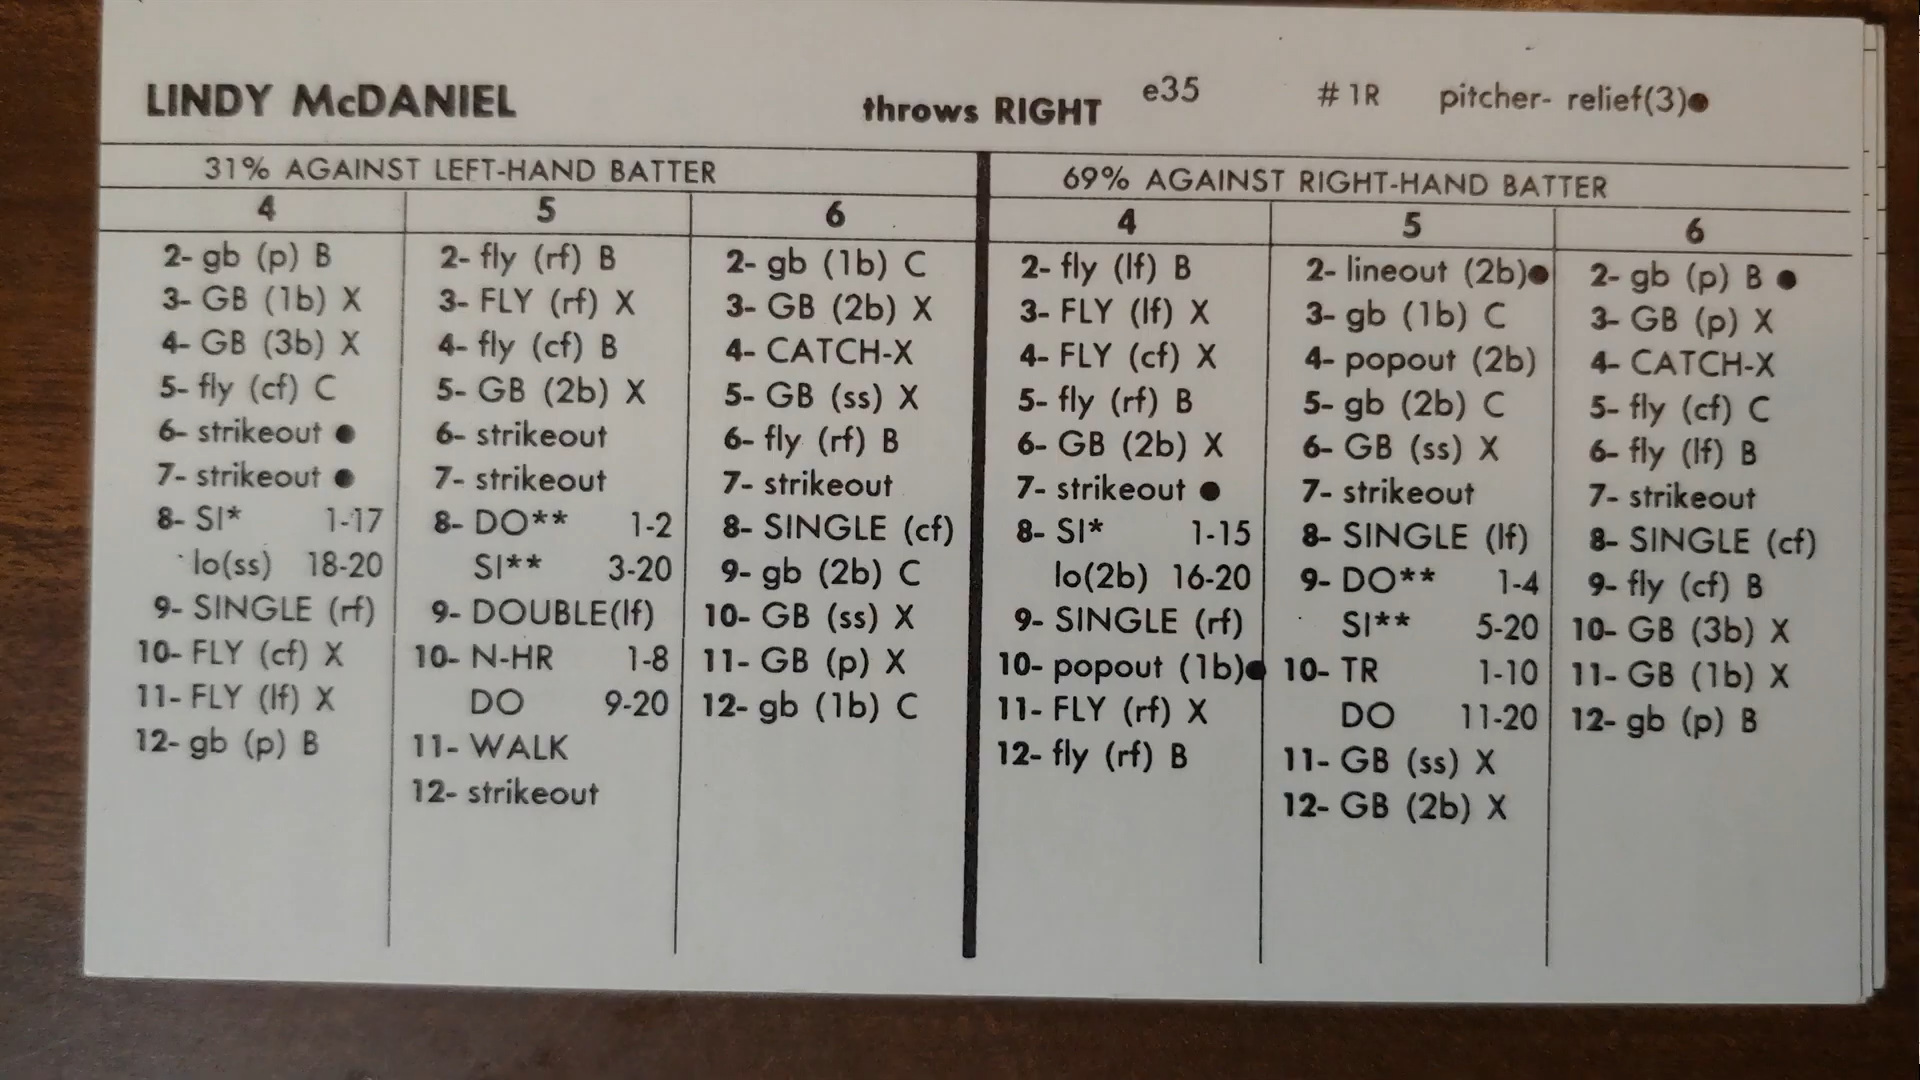 LINDY McDANIEL throws RIGHT e35 #1R pitcher- relief(3)●
31% AGAINST LEFT-HAND BATTER
4
2- gb (p) B
3- GB (1b) X
4- GB (3b) X
5- fly (cf) C
6- strikeout ●
7- strikeout ●
8- SI* 1-17
lo(ss) 18-20
9- SINGLE (rf)
10- FLY (cf) X
11- FLY (lf) X
12- gb (p) B
5
2- fly (rf) B
3- FLY (rf) X
4- fly (cf) B
5- GB (2b) X
6- strikeout
7- strikeout
8- DO** 1-2
SI** 3-20
9- DOUBLE(lf)
10- N-HR 1-8
DO 9-20
11- WALK
12- strikeout
6
2- gb (1b) C
3- GB (2b) X
4- CATCH-X
5- GB (ss) X
6- fly (rf) B
7- strikeout
8- SINGLE (cf)
9- gb (2b) C
10- GB (ss) X
11- GB (p) X
12- gb (1b) C
69% AGAINST RIGHT-HAND BATTER
4
2- fly (lf) B
3- FLY (lf) X
4- FLY (cf) X
5- fly (rf) B
6- GB (2b) X
7- strikeout ●
8- SI* 1-15
lo(2b) 16-20
9- SINGLE (rf)
10- popout (1b)●
11- FLY (rf) X
12- fly (rf) B
5
2- lineout (2b)●
3- gb (1b) C
4- popout (2b)
5- gb (2b) C
6- GB (ss) X
7- strikeout
8- SINGLE (lf)
9- DO** 1-4
SI** 5-20
10- TR 1-10
DO 11-20
11- GB (ss) X
12- GB (2b) X
6
2- gb (p) B ●
3- GB (p) X
4- CATCH-X
5- fly (cf) C
6- fly (lf) B
7- strikeout
8- SINGLE (cf)
9- fly (cf) B
10- GB (3b) X
11- GB (1b) X
12- gb (p) B